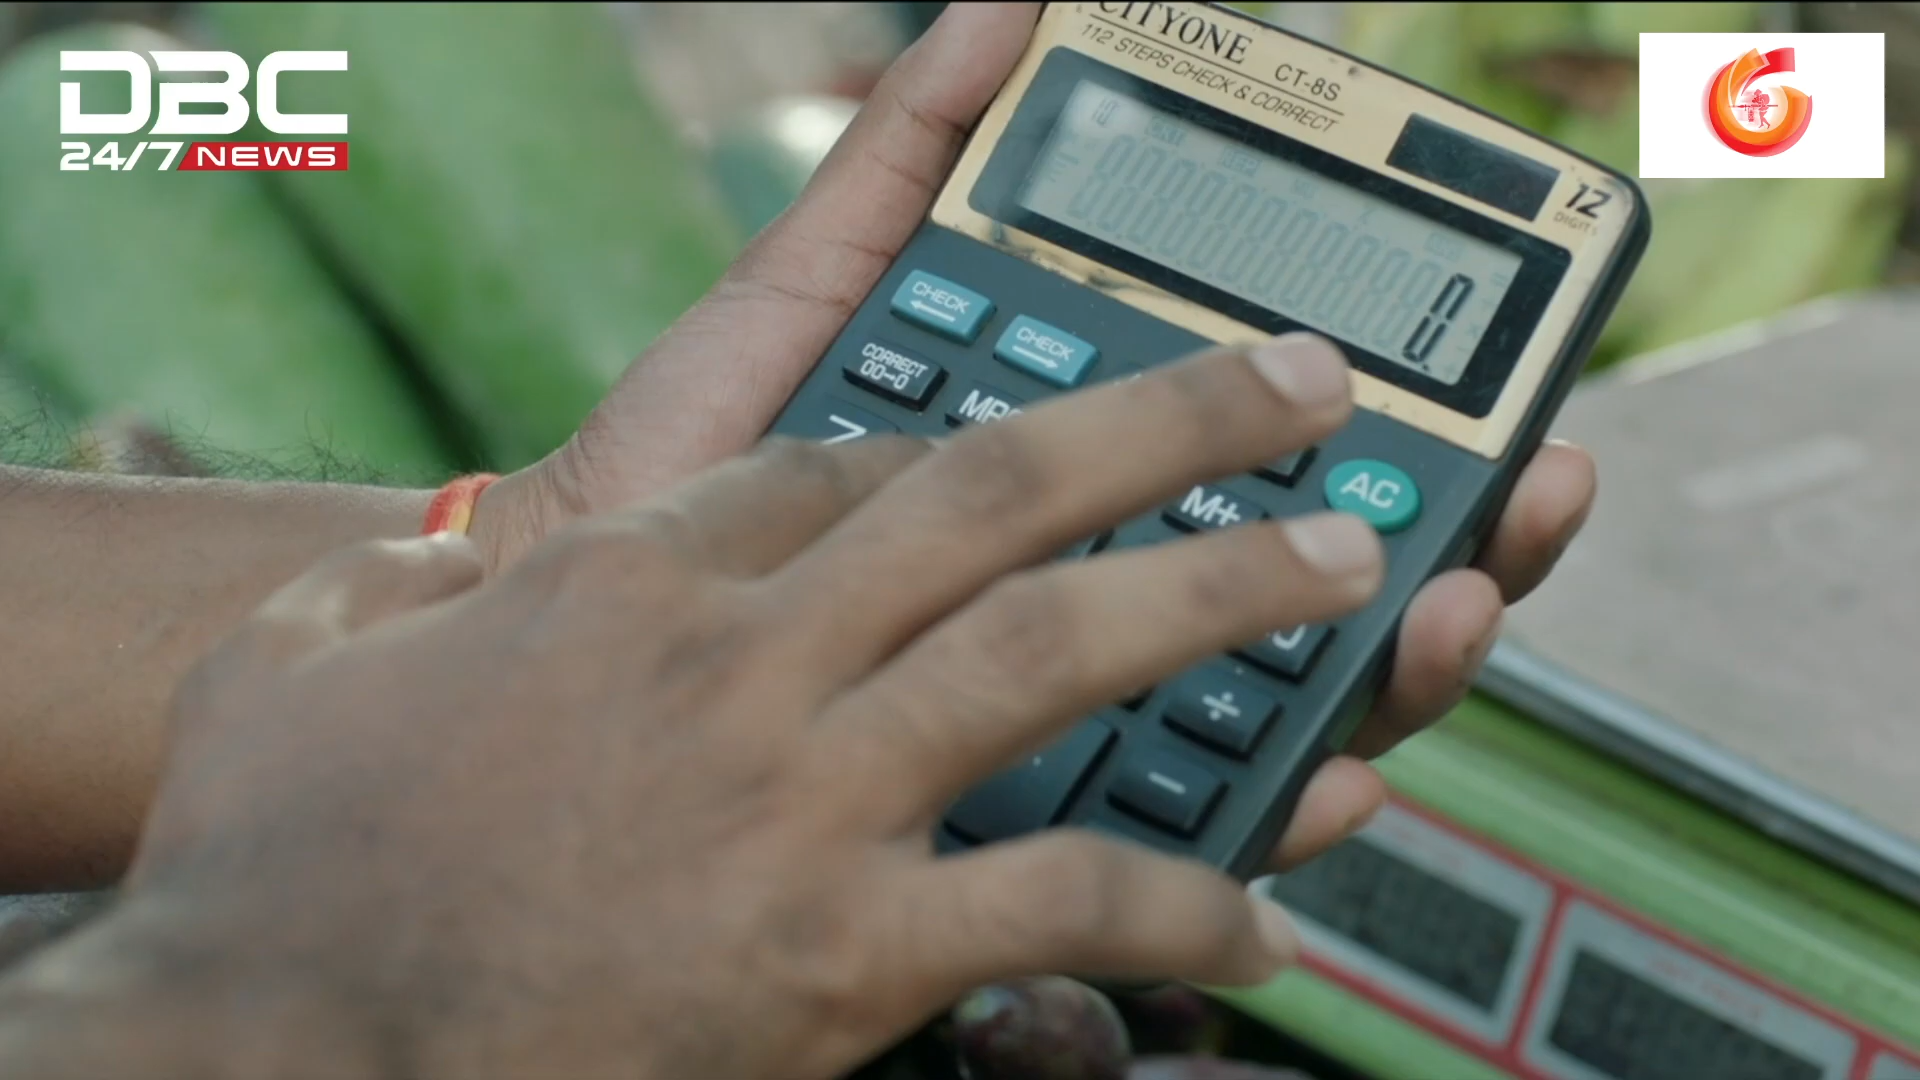 DBC
24/7 NEWS
CITYONE
112 STEPS CHECK & CORRECT
CT-8S
12
DIGITS
0
CHECK
CHECK
CORRECT
00→0
AC
M+
÷
−